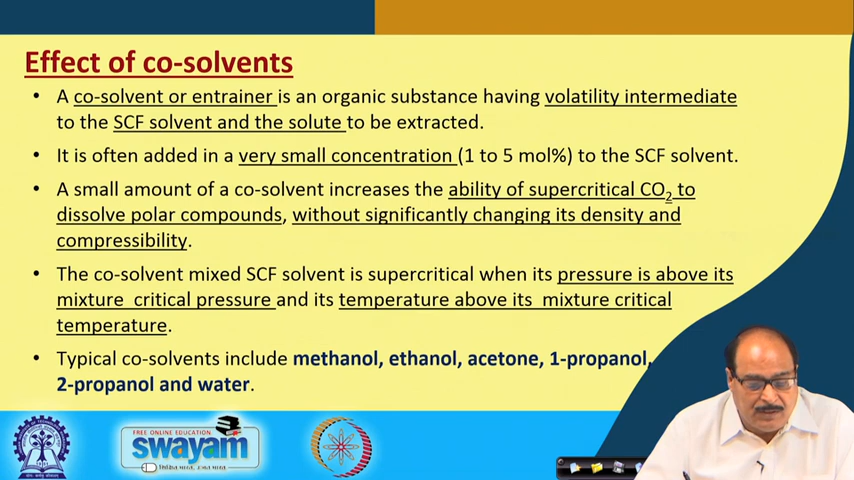 Effect of co-solvents
• A co-solvent or entrainer is an organic substance having volatility intermediate
to the SCF solvent and the solute to be extracted.
• It is often added in a very small concentration (1 to 5 mol%) to the SCF solvent.
• A small amount of a co-solvent increases the ability of supercritical CO2 to
dissolve polar compounds, without significantly changing its density and
compressibility.
• The co-solvent mixed SCF solvent is supercritical when its pressure is above its
mixture critical pressure and its temperature above its mixture critical
temperature.
• Typical co-solvents include methanol, ethanol, acetone, 1-propanol,
2-propanol and water.
FREE ONLINE EDUCATION
swayam